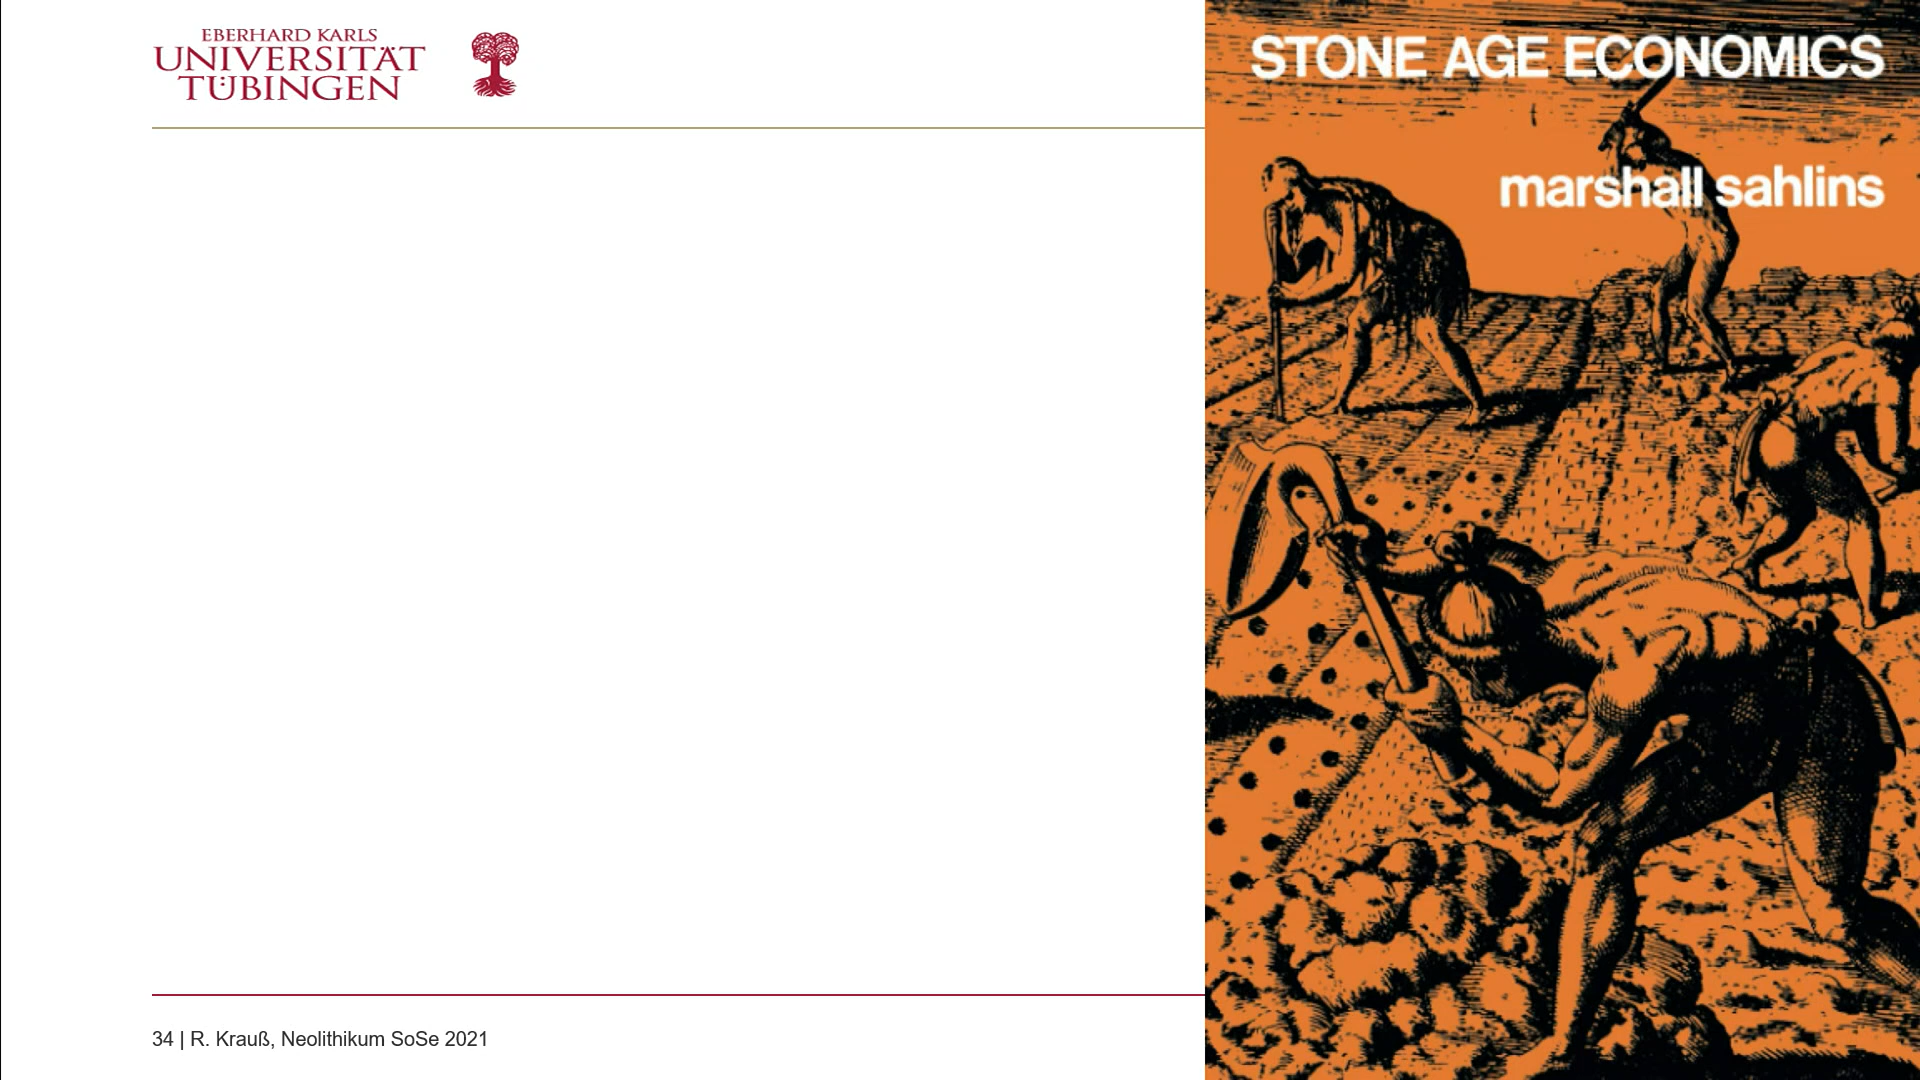 EBERHARD KARLS
UNIVERSITÄT
TÜBINGEN
STONE AGE ECONOMICS
marshall sahlins
34 | R. Krauß, Neolithikum SoSe 2021